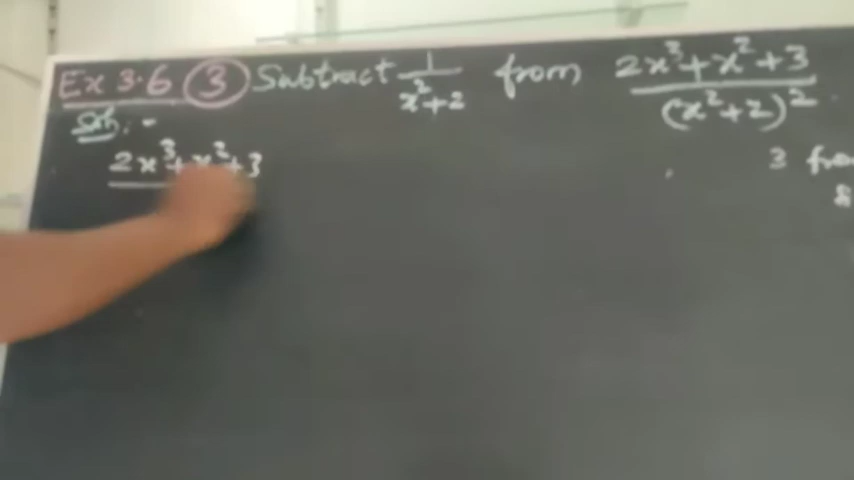 Ex 3.6 (3) Subtract 1/(x²+2) from (2x³+x²+3)/(x²+2)²
Sol:-
2x³+x²+3
3